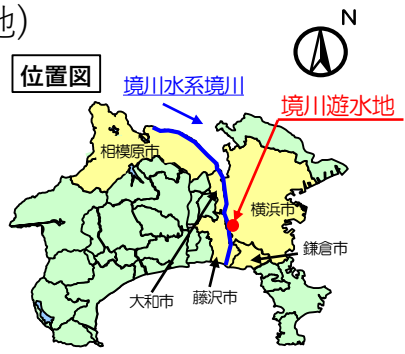 地)
N
位置図
境川水系境川
境川遊水地
相模原市
横浜市
鎌倉市
大和市
藤沢市